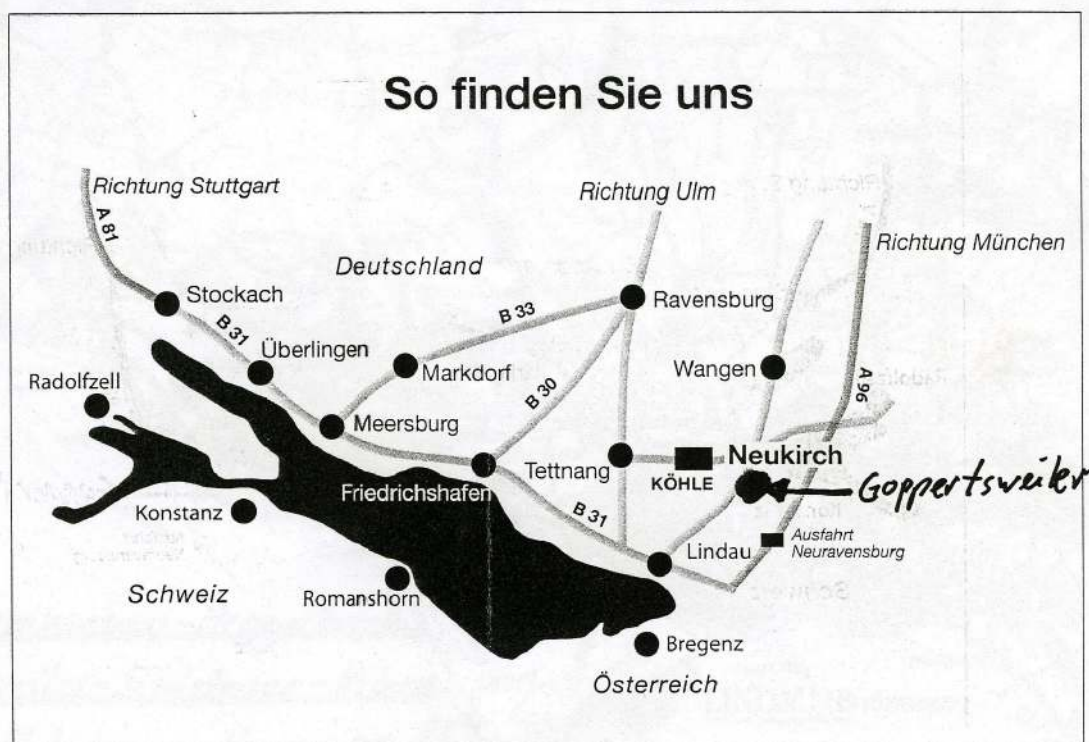 So finden Sie uns
Richtung Stuttgart
Richtung Ulm
A 81
Richtung München
Deutschland
Stockach
B 33
Ravensburg
B 31
Überlingen
Radolfzell
Markdorf
B 30
Wangen
A 96
Meersburg
Tettnang
Neukirch
KÖHLE
Friedrichshafen
Goppertsweiler
Konstanz
B 31
Lindau
Ausfahrt
Neuravensburg
Schweiz
Romanshorn
Bregenz
Österreich